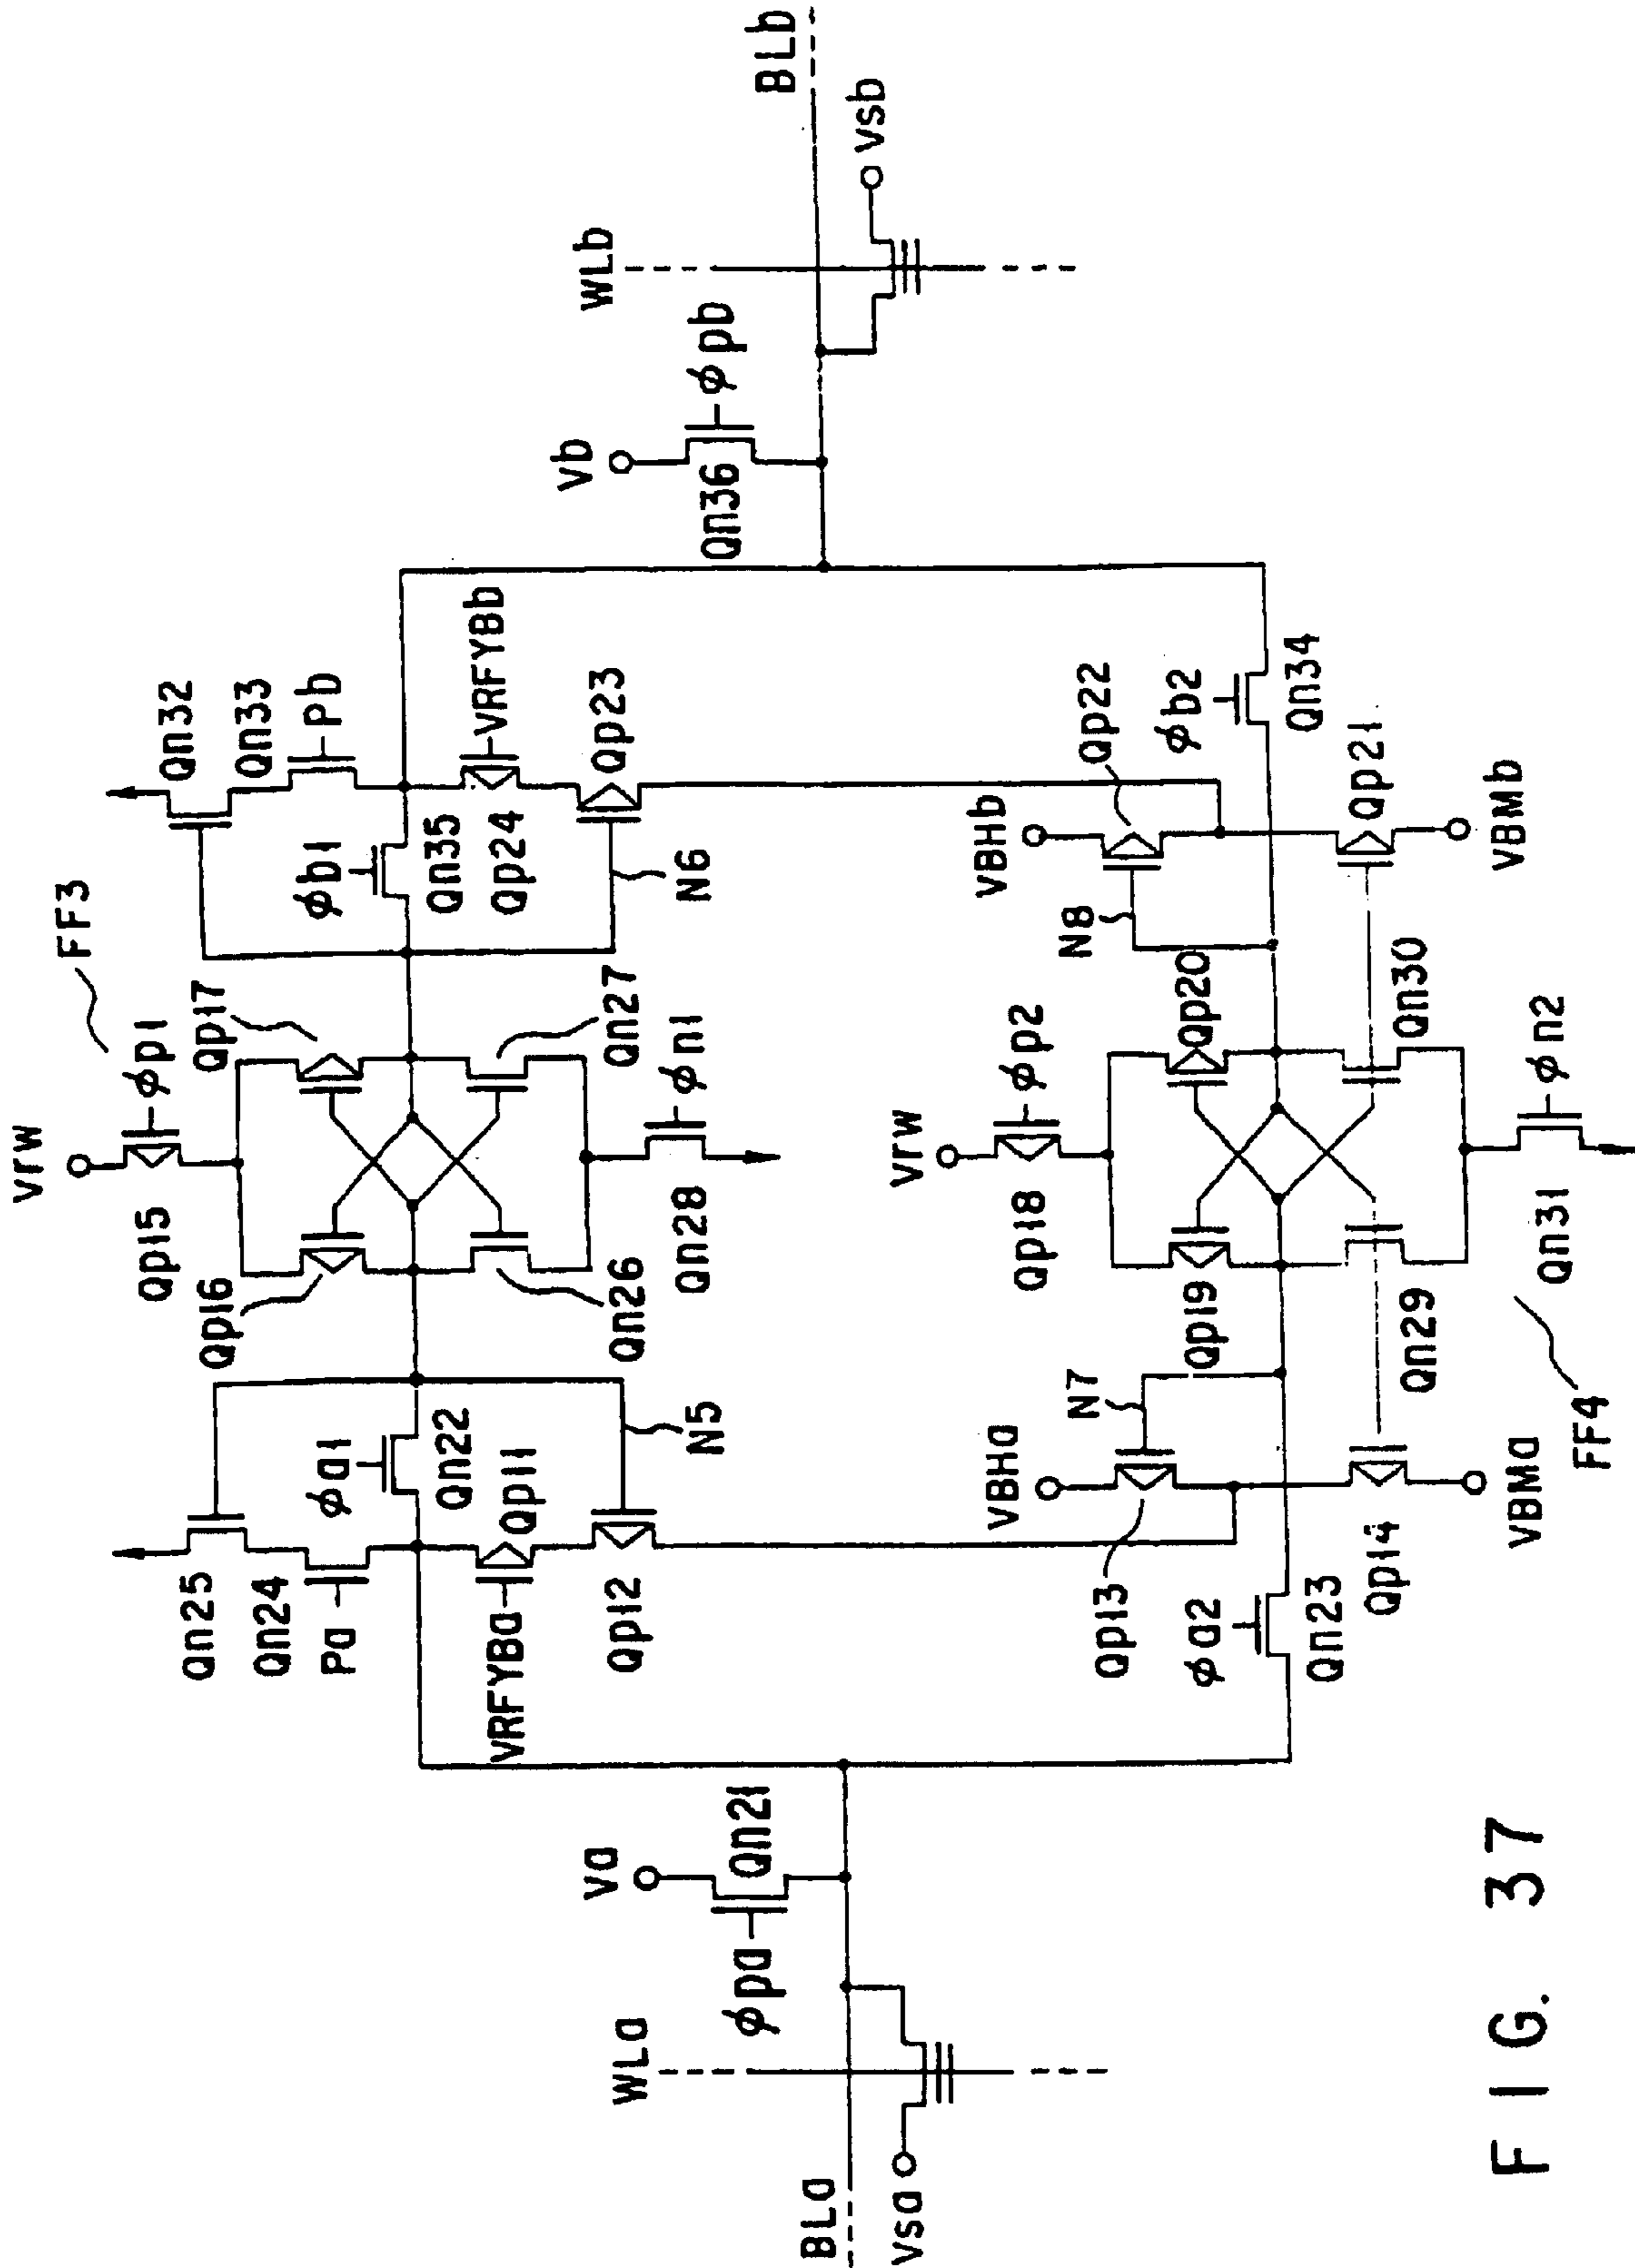 Vrw
FF3
Qp15
φp1
Qp16
Qp17
Qn26
Qn27
Qn28
φn1
Qn25
Qn24
Pa
φa1
Qn22
VRFYBa
Qp11
Qp12
N5
Qn32
Qn33
Pb
φb1
Qn35
VRFYBb
Qp24
Qp23
N6
WLa
BLa
Vsa
Va
φpa
Qn21
Vb
φpb
Qn36
WLb
BLb
Vsb
Vrw
Qp18
φp2
Qp19
Qp20
Qn29
Qn30
Qn31
φn2
FF4
VBHa
N7
Qp13
φa2
Qn23
Qp14
VBMa
VBHb
N8
Qp22
φb2
Qn34
Qp21
VBMb
FIG. 37